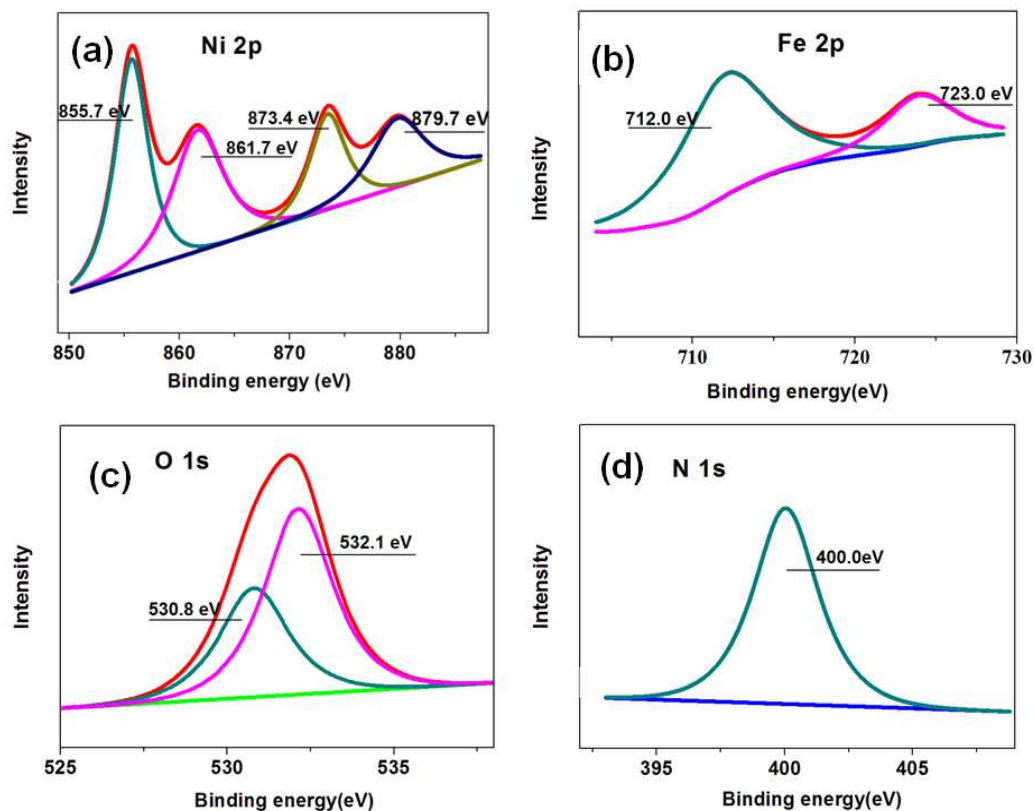 (a)
Ni 2p
855.7 eV
861.7 eV
873.4 eV
879.7 eV
Intensity
850
860
870
880
Binding energy (eV)
(b)
Fe 2p
712.0 eV
723.0 eV
Intensity
710
720
730
Binding energy(eV)
(c)
O 1s
530.8 eV
532.1 eV
Intensity
525
530
535
Binding energy(eV)
(d)
N 1s
400.0eV
Intensity
395
400
405
Binding energy(eV)